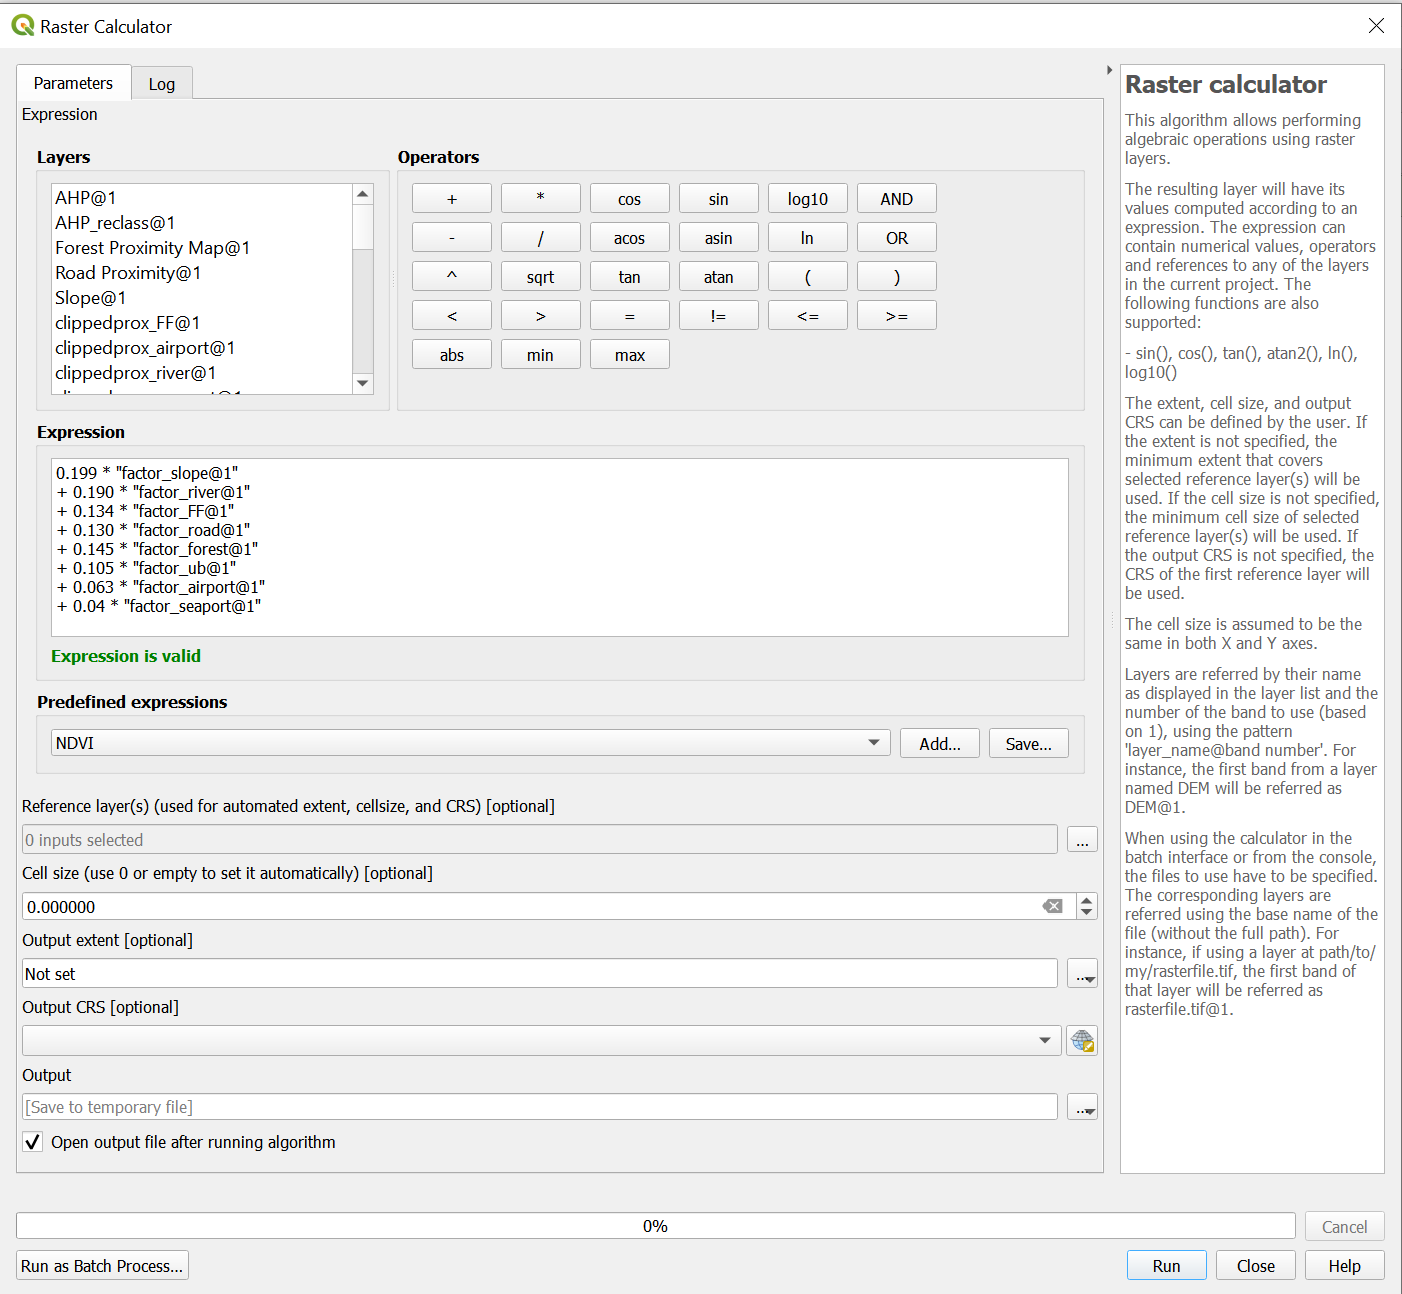 Raster Calculator
Parameters
Log
Expression
Layers
AHP@1
AHP_reclass@1
Forest Proximity Map@1
Road Proximity@1
Slope@1
clippedprox_FF@1
clippedprox_airport@1
clippedprox_river@1
Operators
+ * cos sin log10 AND
- / acos asin ln OR
^ sqrt tan atan ( )
< > = != <= >=
abs min max
Expression
0.199 * "factor_slope@1"
+ 0.190 * "factor_river@1"
+ 0.134 * "factor_FF@1"
+ 0.130 * "factor_road@1"
+ 0.145 * "factor_forest@1"
+ 0.105 * "factor_ub@1"
+ 0.063 * "factor_airport@1"
+ 0.04 * "factor_seaport@1"
Expression is valid
Predefined expressions
NDVI
Add...
Save...
Reference layer(s) (used for automated extent, cellsize, and CRS) [optional]
0 inputs selected
...
Cell size (use 0 or empty to set it automatically) [optional]
0.000000
Output extent [optional]
Not set
...
Output CRS [optional]
Output
[Save to temporary file]
...
Open output file after running algorithm
Raster calculator
This algorithm allows performing
algebraic operations using raster
layers.
The resulting layer will have its
values computed according to an
expression. The expression can
contain numerical values, operators
and references to any of the layers
in the current project. The
following functions are also
supported:
- sin(), cos(), tan(), atan2(), ln(),
log10()
The extent, cell size, and output
CRS can be defined by the user. If
the extent is not specified, the
minimum extent that covers
selected reference layer(s) will be
used. If the cell size is not specified,
the minimum cell size of selected
reference layer(s) will be used. If
the output CRS is not specified, the
CRS of the first reference layer will
be used.
The cell size is assumed to be the
same in both X and Y axes.
Layers are referred by their name
as displayed in the layer list and the
number of the band to use (based
on 1), using the pattern
'layer_name@band number'. For
instance, the first band from a layer
named DEM will be referred as
DEM@1.
When using the calculator in the
batch interface or from the console,
the files to use have to be specified.
The corresponding layers are
referred using the base name of the
file (without the full path). For
instance, if using a layer at path/to/
my/rasterfile.tif, the first band of
that layer will be referred as
rasterfile.tif@1.
0%
Cancel
Run as Batch Process...
Run
Close
Help